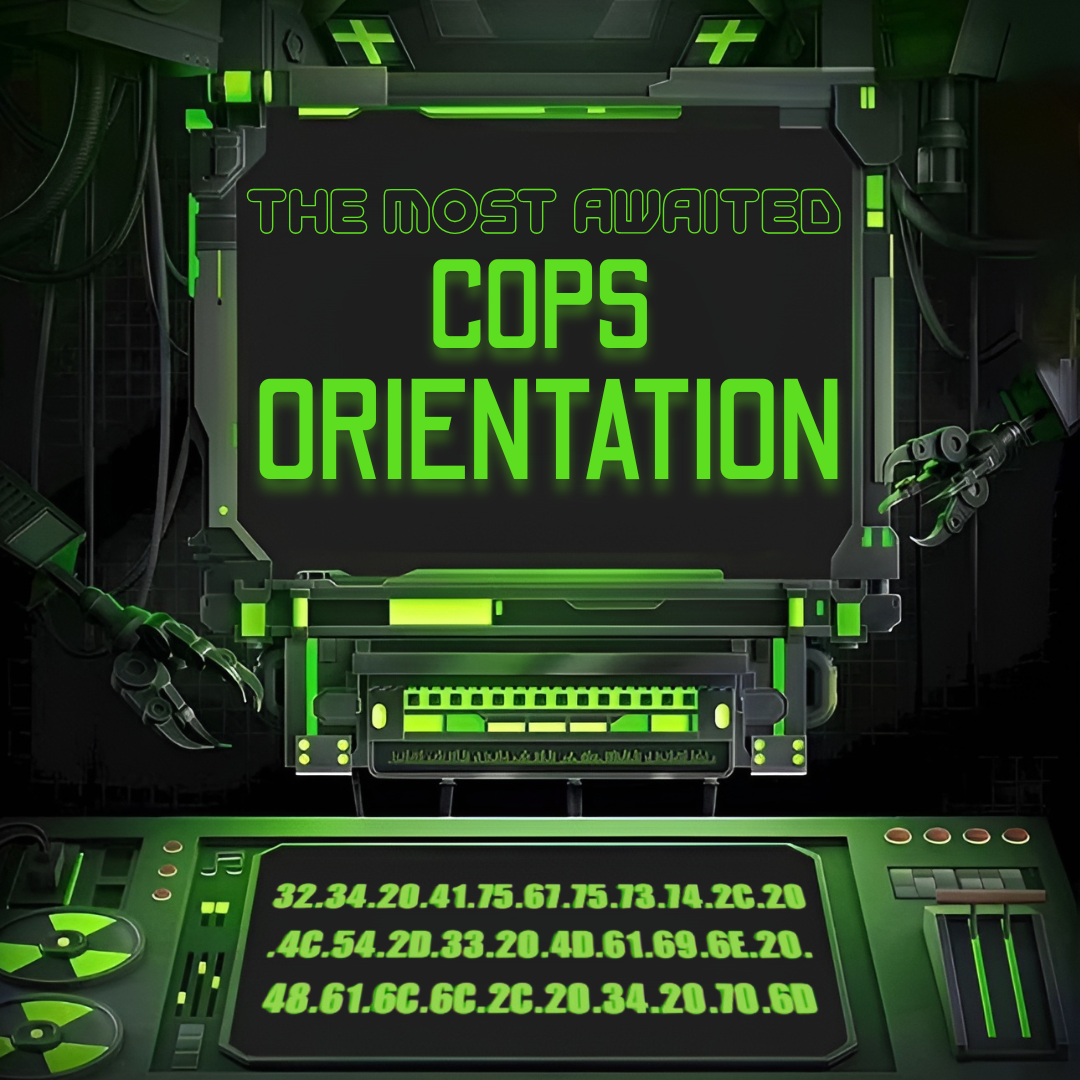 THE MOST AWAITED
COPS
ORIENTATION
32.34.20.41.75.67.75.73.74.2C.20
.4C.54.2D.33.20.4D.61.69.6E.20.
48.61.6C.6C.2C.20.34.20.70.6D